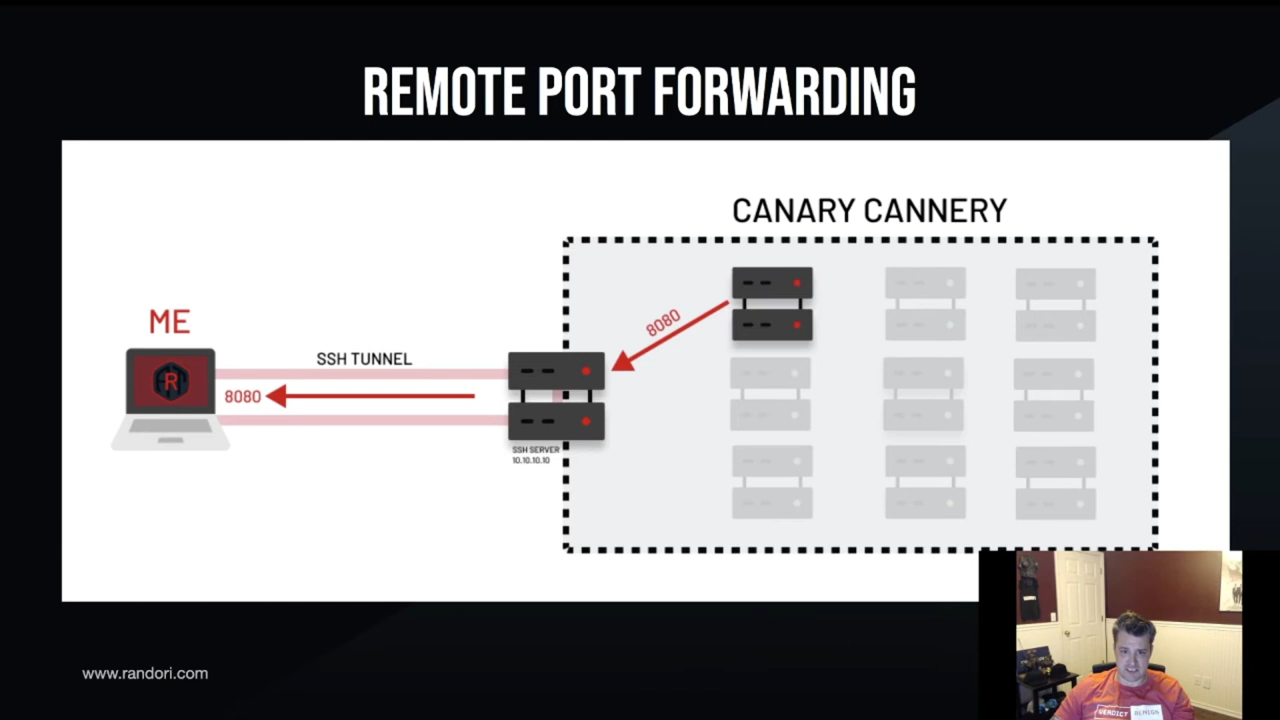 REMOTE PORT FORWARDING
CANARY CANNERY
ME
SSH TUNNEL
8080
8080
SSH SERVER
10.10.10.10
www.randori.com
VERDICT